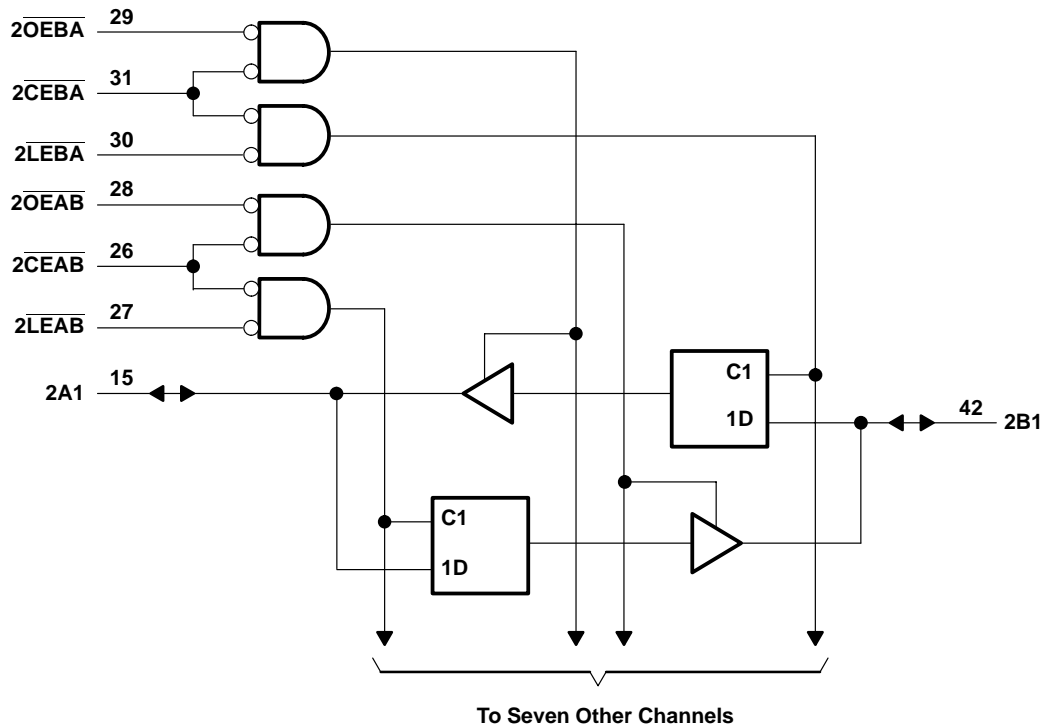 2OEBA 29
2CEBA 31
2LEBA 30
2OEAB 28
2CEAB 26
2LEAB 27
2A1 15
C1
1D
42 2B1
C1
1D
To Seven Other Channels